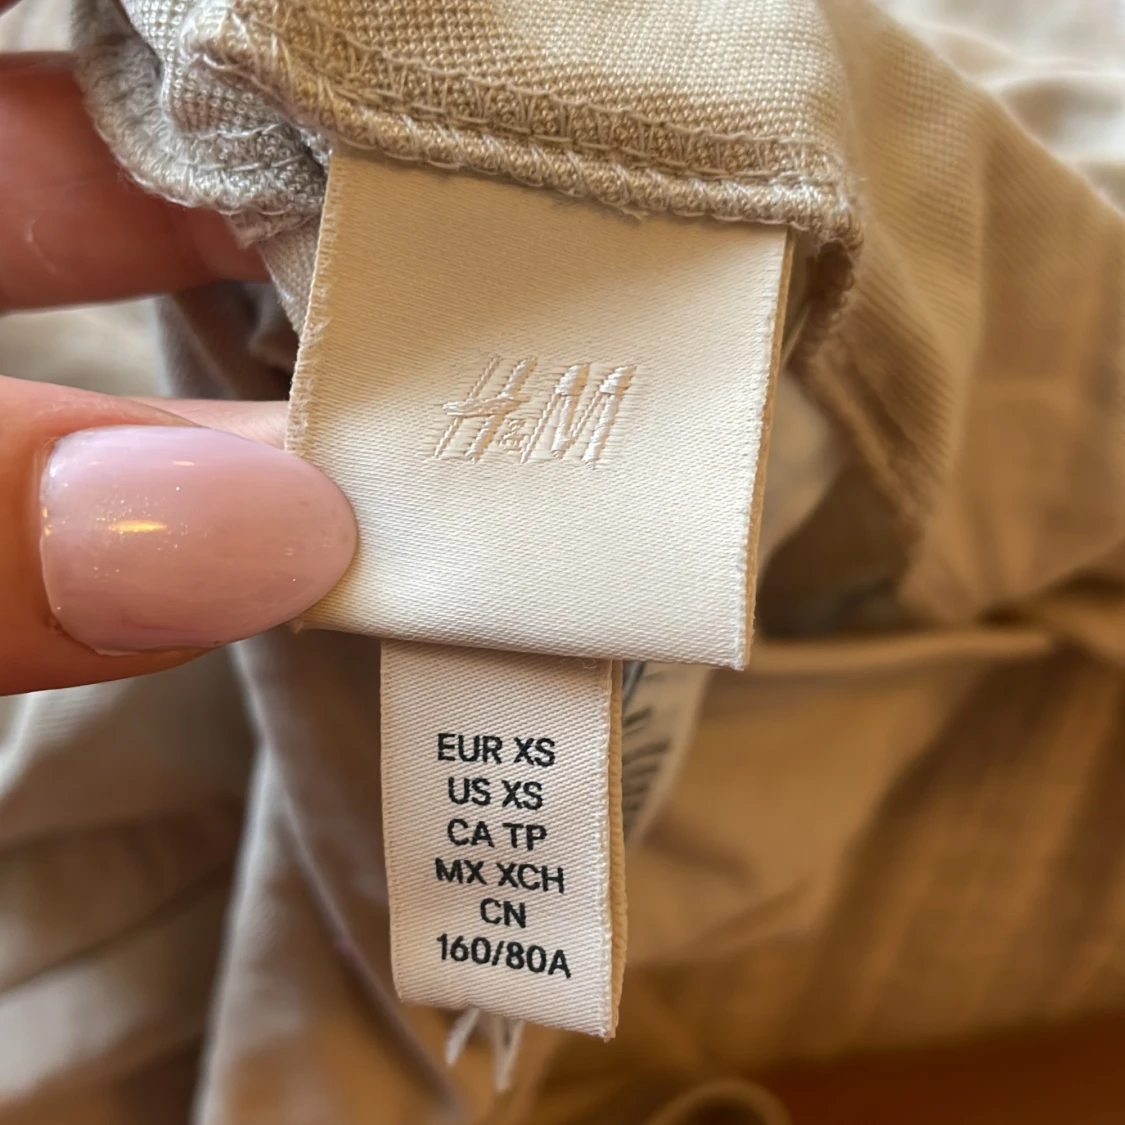 H&M
EUR XS
US XS
CA TP
MX XCH
CN
160/80A